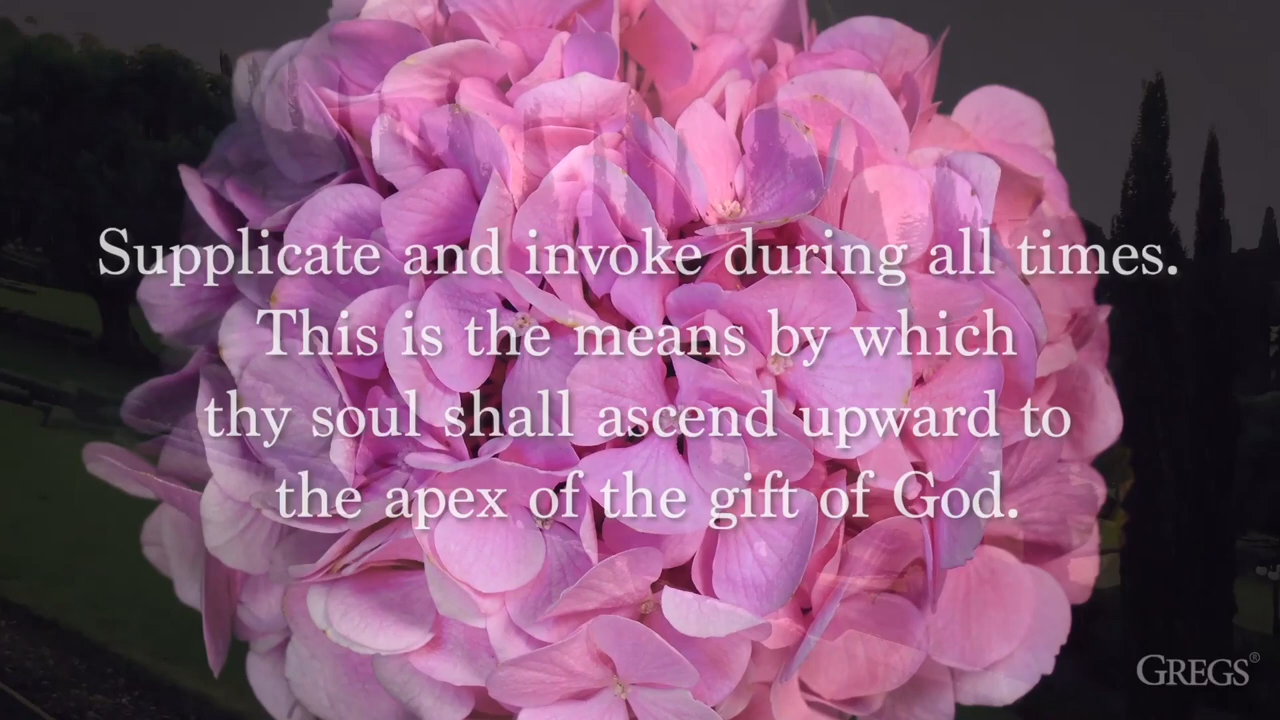 Supplicate and invoke during all times.
This is the means by which
thy soul shall ascend upward to
the apex of the gift of God.
GREGS®